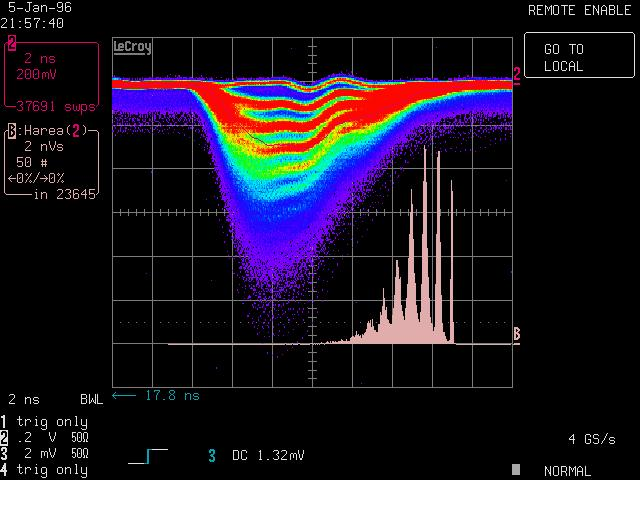 5-Jan-96
21:57:40
REMOTE ENABLE
LeCroy
GO TO
LOCAL
2
2 ns
200mV
37691 swps
2
B:Harea(2)
2 nVs
50 #
←0%/→0%
in 23645
B
2 ns BWL
← 17.8 ns
1 trig only
2 .2 V 50Ω
3 2 mV 50Ω
4 trig only
3 DC 1.32mV
4 GS/s
NORMAL